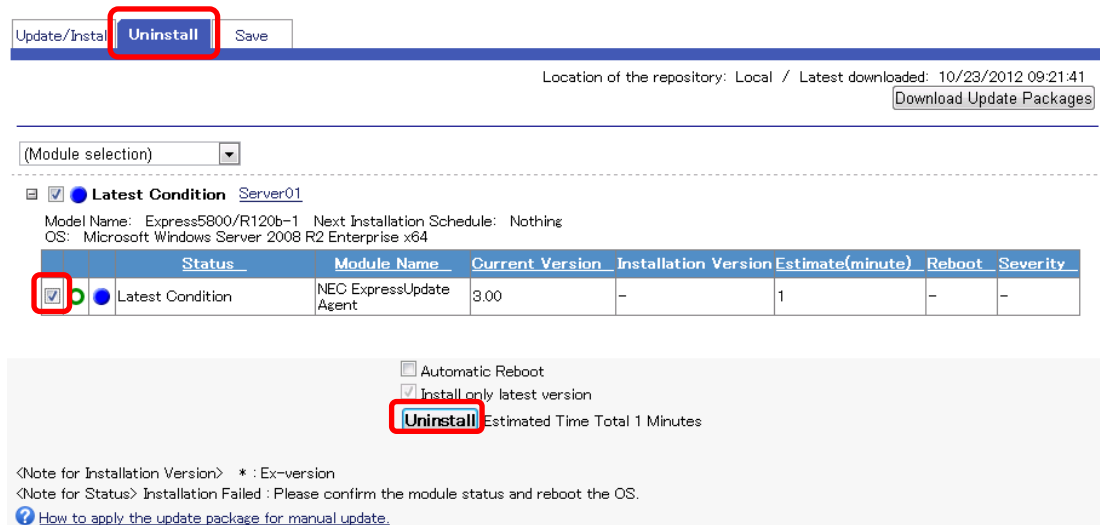 Update/Instal Uninstall Save
Location of the repository: Local / Latest downloaded: 10/23/2012 09:21:41
Download Update Packages
(Module selection)
Latest Condition Server01
Model Name: Express5800/R120b-1 Next Installation Schedule: Nothing
OS: Microsoft Windows Server 2008 R2 Enterprise x64
Status Module Name Current Version Installation Version Estimate(minute) Reboot Severity
Latest Condition NEC ExpressUpdate Agent 3.00 - 1 - -
Automatic Reboot
Install only latest version
Uninstall Estimated Time Total 1 Minutes
<Note for Installation Version> * : Ex-version
<Note for Status> Installation Failed : Please confirm the module status and reboot the OS.
How to apply the update package for manual update.